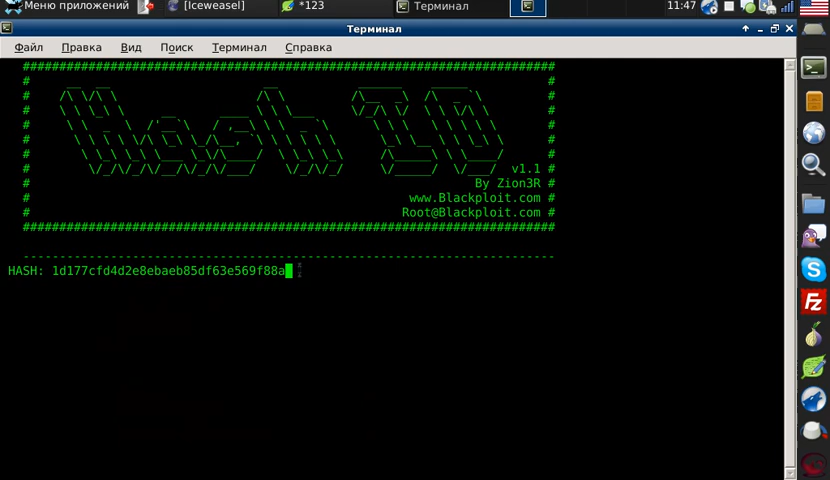 Меню приложений [Iceweasel] *123 Терминал 11:47
Терминал
Файл Правка Вид Поиск Терминал Справка
v1.1
By Zion3R
www.Blackploit.com
Root@Blackploit.com
HASH: 1d177cfd4d2e8ebaeb85df63e569f88a